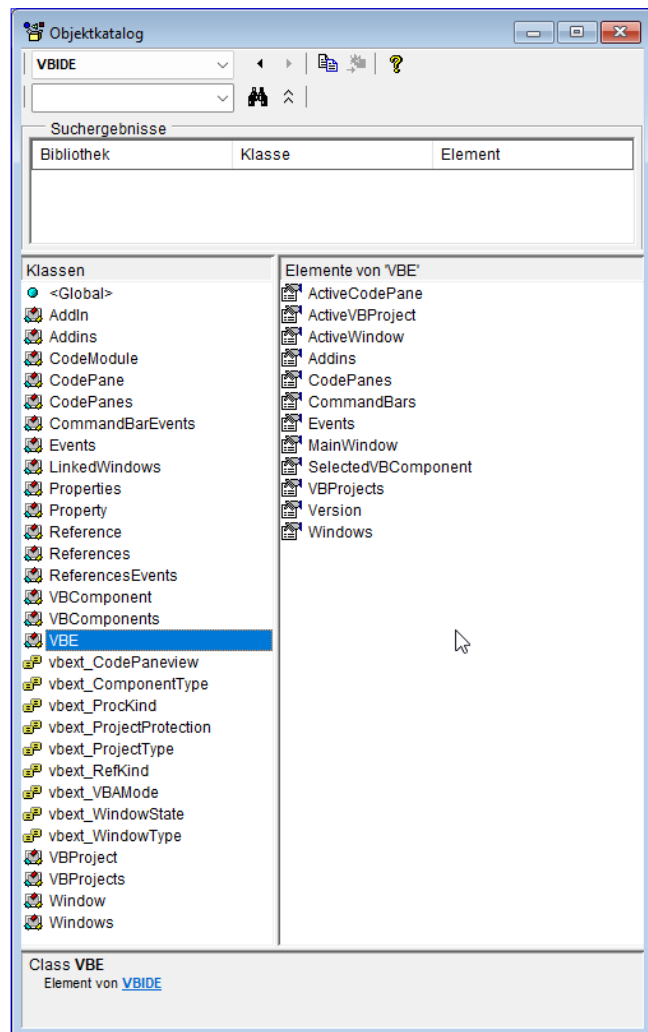 Objektkatalog
VBIDE
Suchergebnisse
Bibliothek Klasse Element
Klassen
<Global>
AddIn
Addins
CodeModule
CodePane
CodePanes
CommandBarEvents
Events
LinkedWindows
Properties
Property
Reference
References
ReferencesEvents
VBComponent
VBComponents
VBE
vbext_CodePaneview
vbext_ComponentType
vbext_ProcKind
vbext_ProjectProtection
vbext_ProjectType
vbext_RefKind
vbext_VBAMode
vbext_WindowState
vbext_WindowType
VBProject
VBProjects
Window
Windows
Elemente von 'VBE'
ActiveCodePane
ActiveVBProject
ActiveWindow
Addins
CodePanes
CommandBars
Events
MainWindow
SelectedVBComponent
VBProjects
Version
Windows
Class VBE
Element von VBIDE